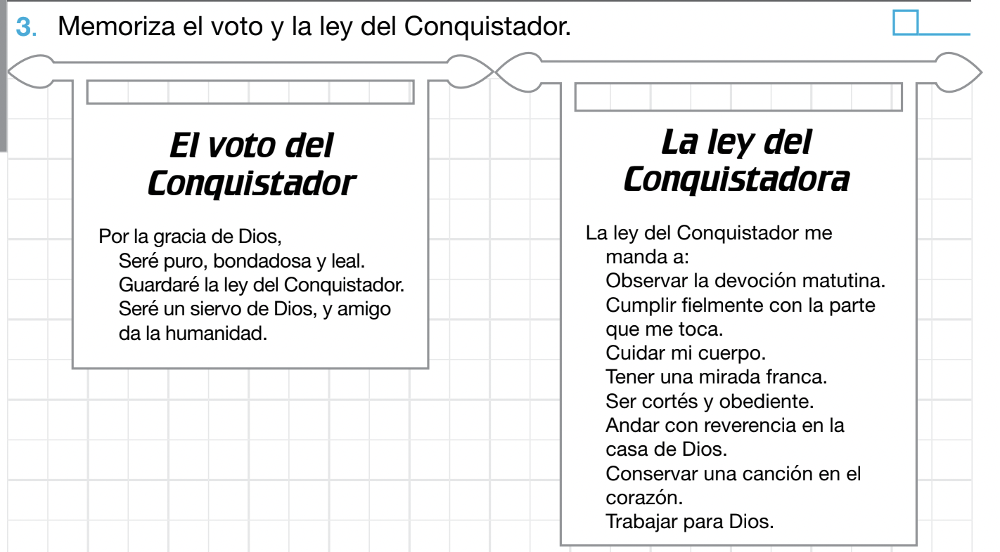 3. Memoriza el voto y la ley del Conquistador.
El voto del
Conquistador
Por la gracia de Dios,
Seré puro, bondadosa y leal.
Guardaré la ley del Conquistador.
Seré un siervo de Dios, y amigo
da la humanidad.
La ley del
Conquistadora
La ley del Conquistador me
manda a:
Observar la devoción matutina.
Cumplir fielmente con la parte
que me toca.
Cuidar mi cuerpo.
Tener una mirada franca.
Ser cortés y obediente.
Andar con reverencia en la
casa de Dios.
Conservar una canción en el
corazón.
Trabajar para Dios.